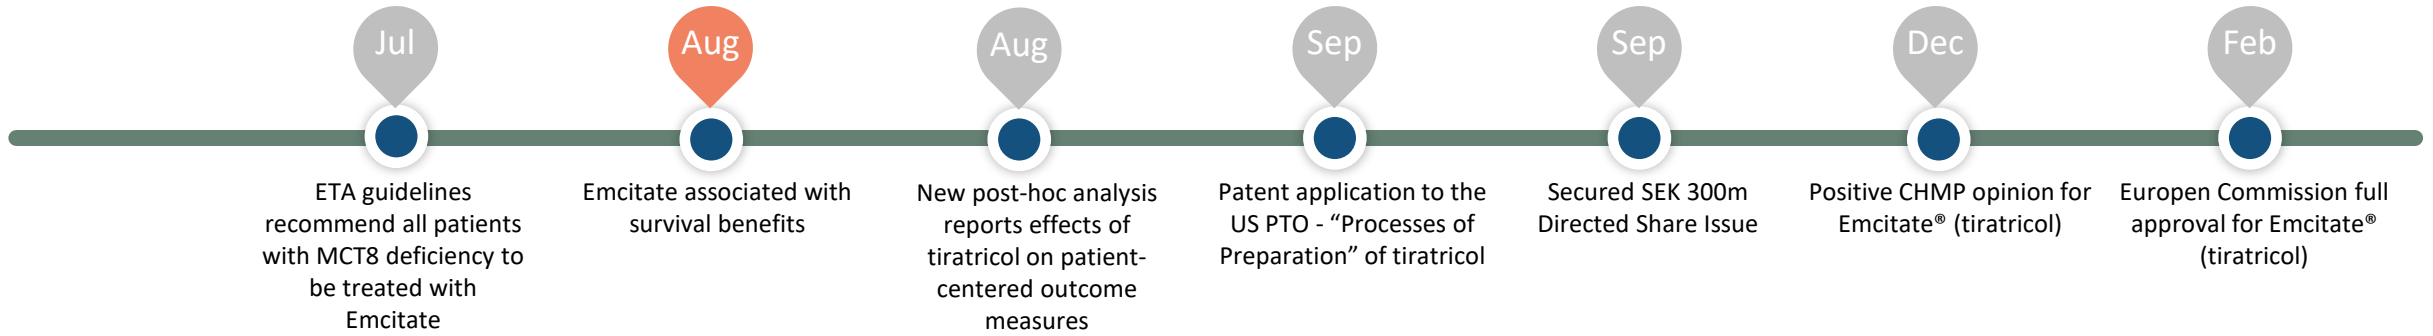 Jul
Aug
Aug
Sep
Sep
Dec
Feb
ETA guidelines
recommend all patients
with MCT8 deficiency to
be treated with
Emcitate
Emcitate associated with
survival benefits
New post-hoc analysis
reports effects of
tiratricol on patient-
centered outcome
measures
Patent application to the
US PTO - “Processes of
Preparation” of tiratricol
Secured SEK 300m
Directed Share Issue
Positive CHMP opinion for
Emcitate® (tiratricol)
Europen Commission full
approval for Emcitate®
(tiratricol)